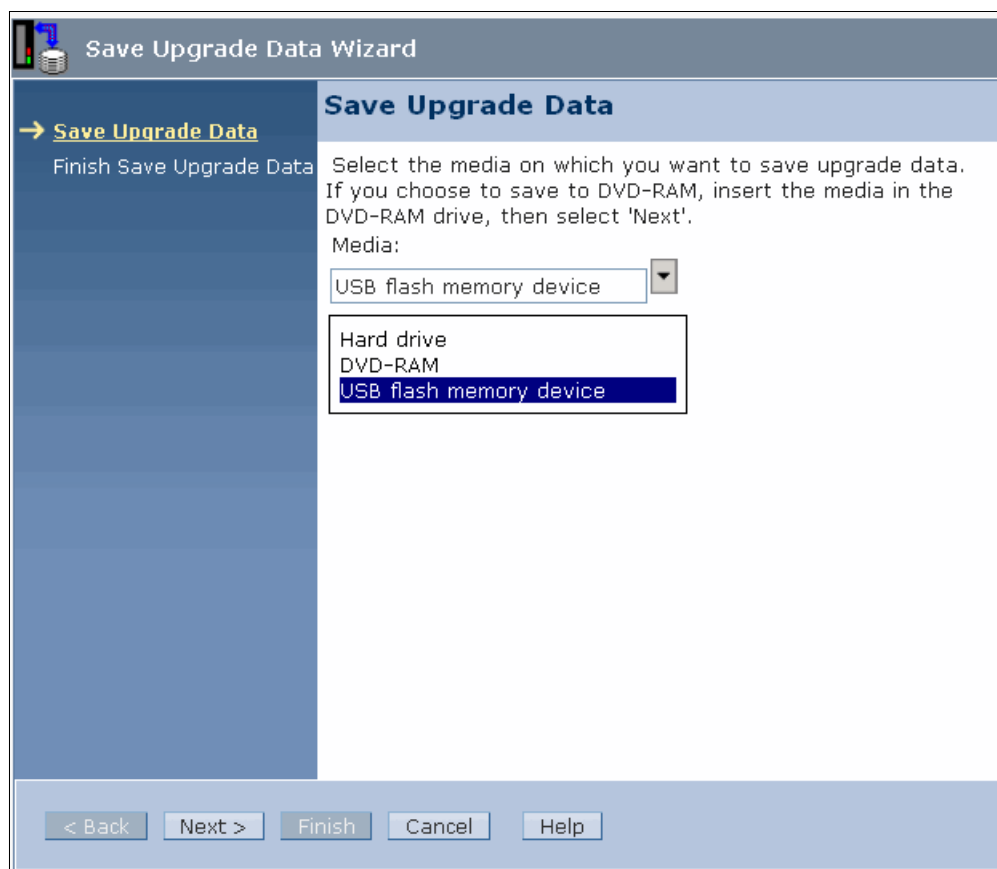 Save Upgrade Data Wizard
Save Upgrade Data
Finish Save Upgrade Data
Save Upgrade Data
Select the media on which you want to save upgrade data.
If you choose to save to DVD-RAM, insert the media in the
DVD-RAM drive, then select 'Next'.
Media:
USB flash memory device
Hard drive
DVD-RAM
USB flash memory device
< Back
Next >
Finish
Cancel
Help